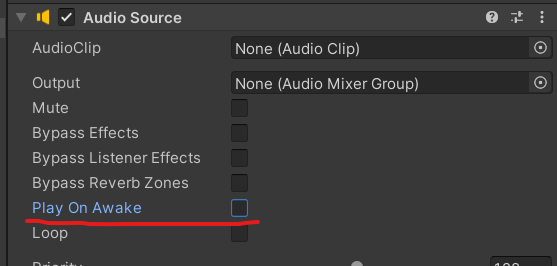 Audio Source
AudioClip None (Audio Clip)
Output None (Audio Mixer Group)
Mute
Bypass Effects
Bypass Listener Effects
Bypass Reverb Zones
Play On Awake
Loop
Priority